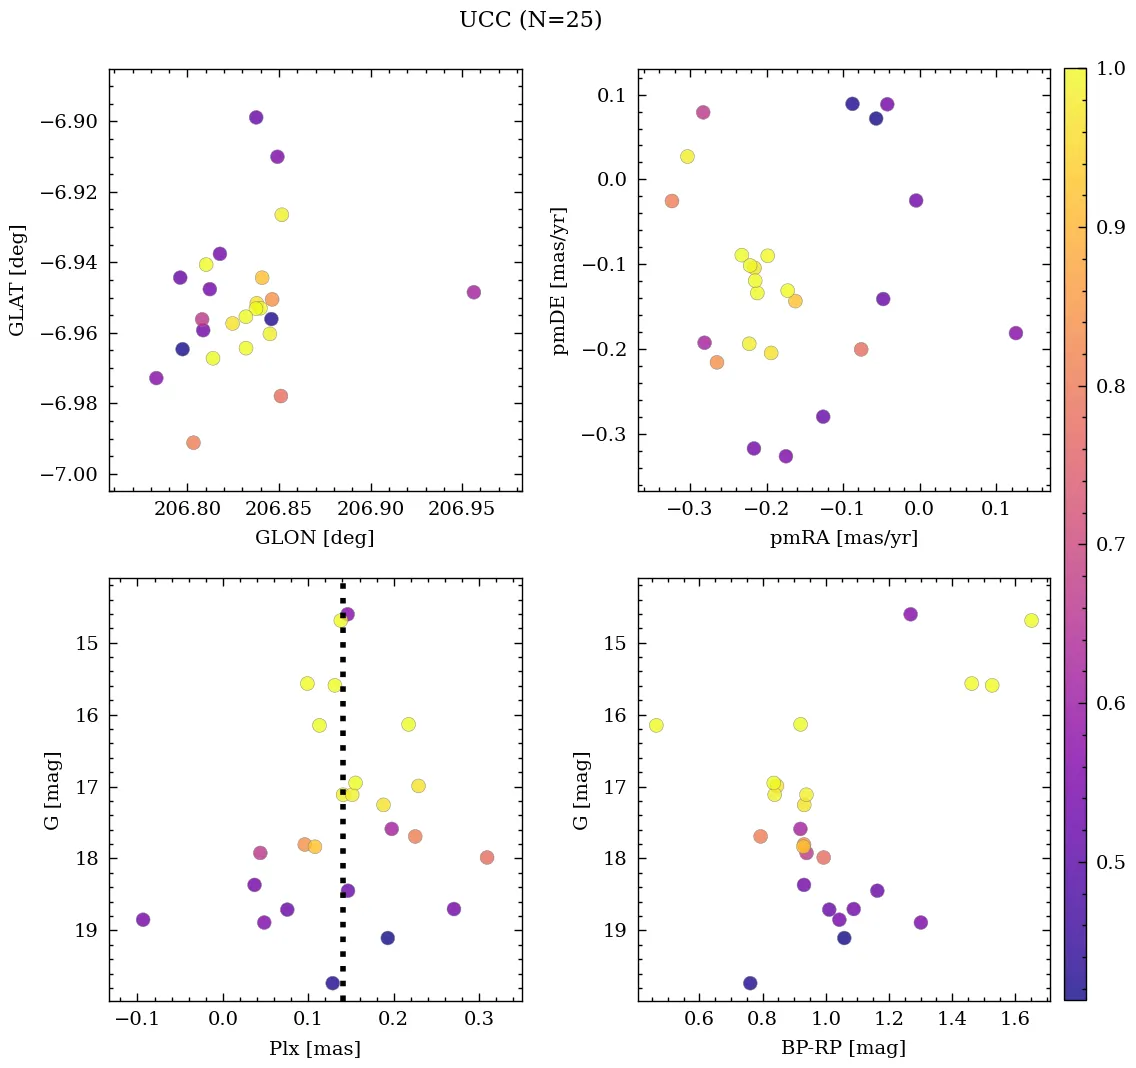 UCC (N=25)
−6.90
−6.92
−6.94
−6.96
−6.98
−7.00
GLAT [deg]
206.80 206.85 206.90 206.95
GLON [deg]
0.1
0.0
−0.1
−0.2
−0.3
pmDE [mas/yr]
−0.3 −0.2 −0.1 0.0 0.1
pmRA [mas/yr]
1.0
0.9
0.8
0.7
0.6
0.5
15
16
17
18
19
G [mag]
−0.1 0.0 0.1 0.2 0.3
Plx [mas]
15
16
17
18
19
G [mag]
0.6 0.8 1.0 1.2 1.4 1.6
BP-RP [mag]